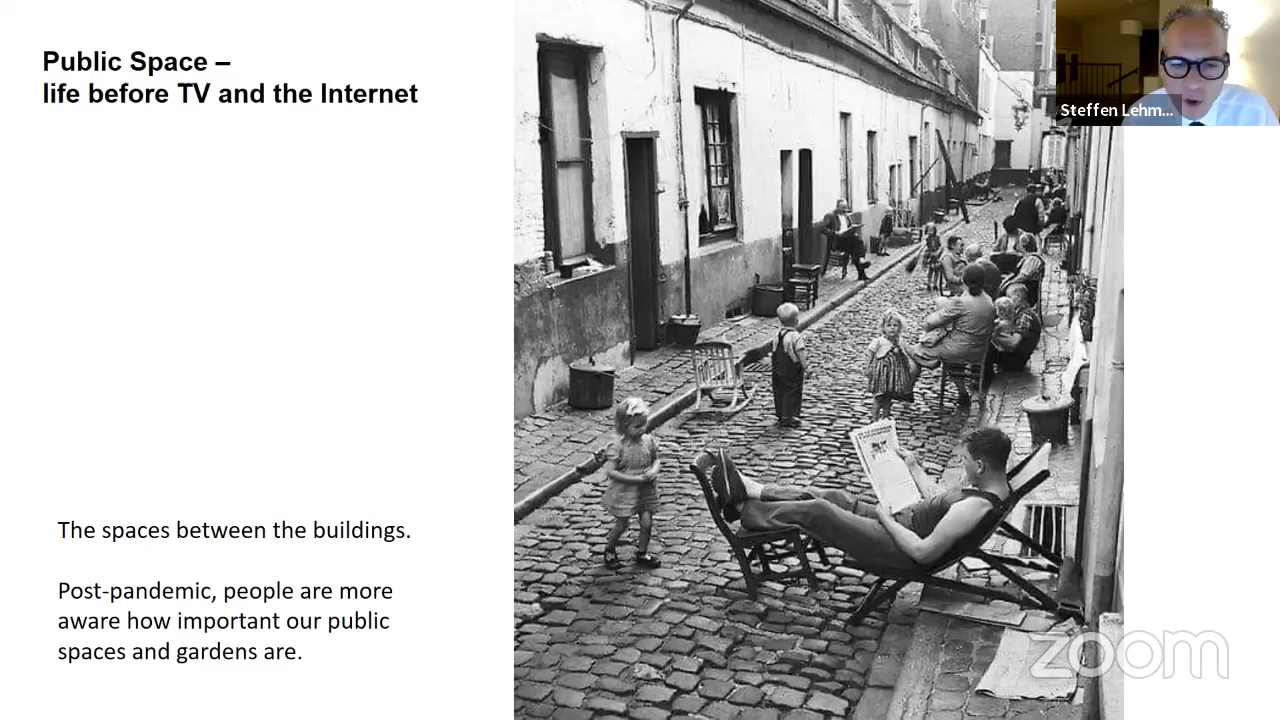 Public Space –
life before TV and the Internet
Steffen Lehm...
The spaces between the buildings.
Post-pandemic, people are more
aware how important our public
spaces and gardens are.
zoom